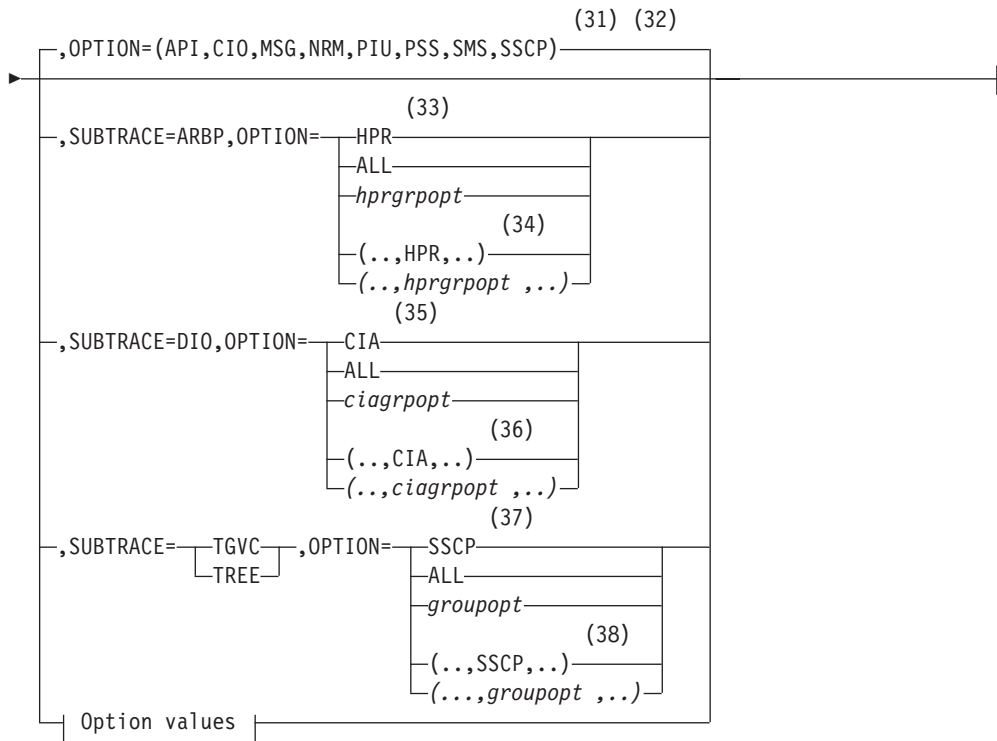 (31) (32)
,OPTION=(API,CIO,MSG,NRM,PIU,PSS,SMS,SSCP)
(33)
,SUBTRACE=ARBP,OPTION= HPR
ALL
hprgrpopt
(34)
(..,HPR,..)
(..,hprgrpopt ,..)
(35)
,SUBTRACE=DIO,OPTION= CIA
ALL
ciagrpopt
(36)
(..,CIA,..)
(..,ciagrpopt ,..)
(37)
,SUBTRACE= TGVC ,OPTION= SSCP
TREE ALL
groupopt
(38)
(..,SSCP,..)
(...,groupopt ,..)
Option values